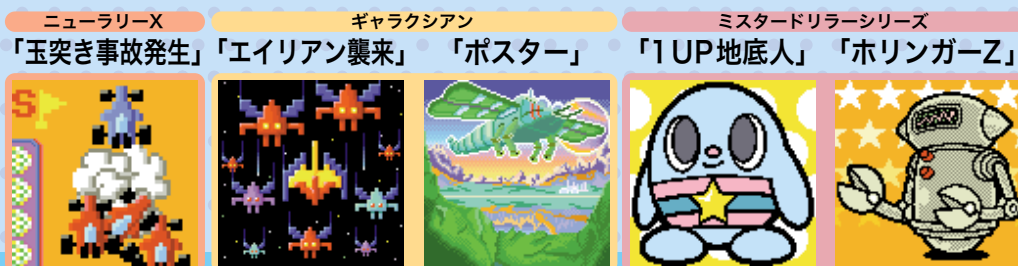 ニューラリーX
ギャラクシアン
ミスタードリラーシリーズ
「玉突き事故発生」
「エイリアン襲来」
「ポスター」
「1UP地底人」
「ホリンガーZ」
S